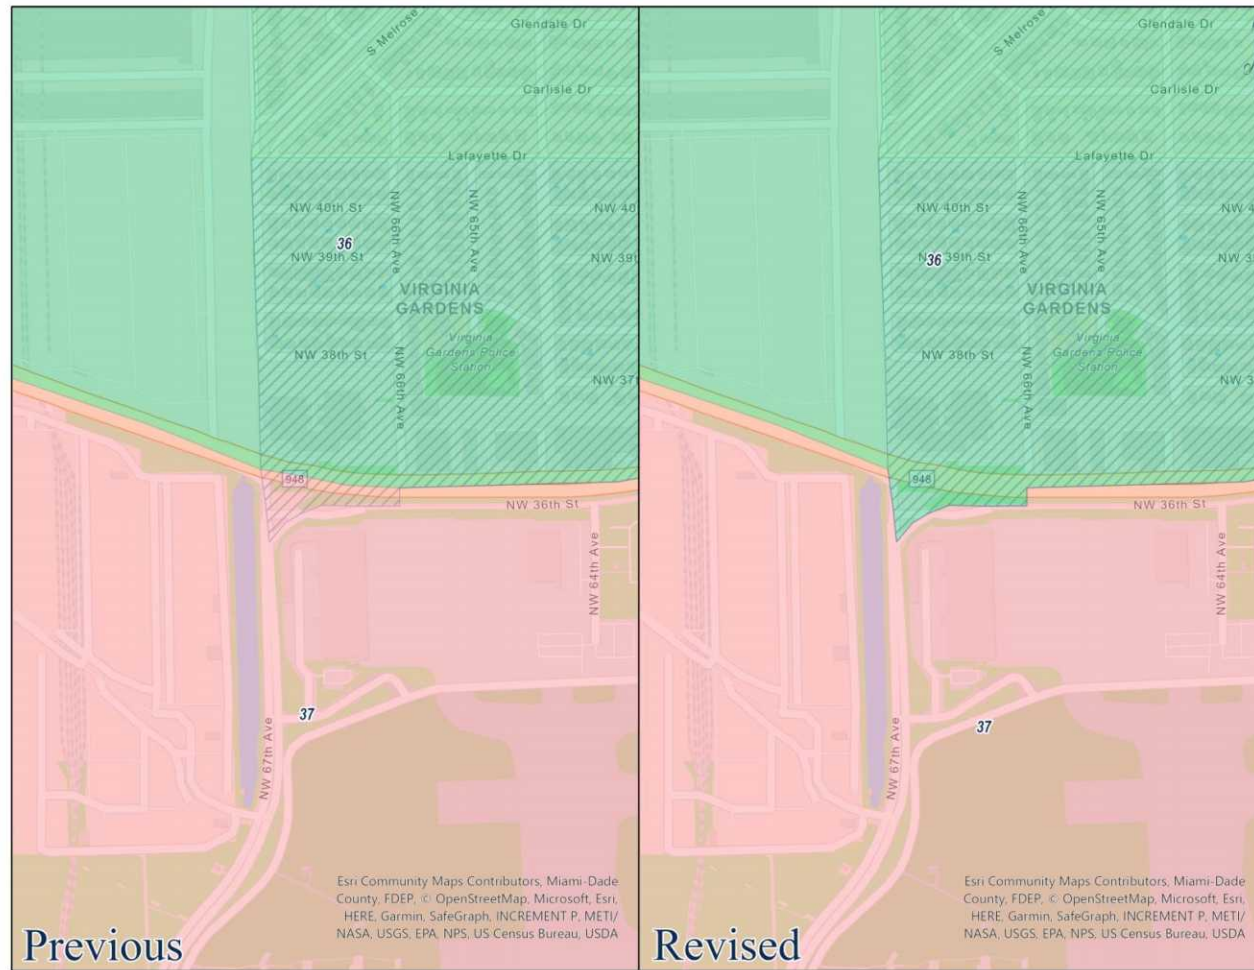 S Melrose
Glendale Dr
Carlisle Dr
Lafayette Dr
NW 40th St
NW 66th Ave
NW 65th Ave
NW 40
36
NW 39th St
NW 39t
VIRGINIA
GARDENS
Virginia
Gardens Police
Station
NW 38th St
NW 66th Ave
NW 37
948
NW 36th St
NW 64th Ave
37
NW 67th Ave
Esri Community Maps Contributors, Miami-Dade
County, FDEP, © OpenStreetMap, Microsoft, Esri,
HERE, Garmin, SafeGraph, INCREMENT P, METI/
NASA, USGS, EPA, NPS, US Census Bureau, USDA
Previous
S Melrose
Glendale Dr
Carlisle Dr
Lafayette Dr
NW 40th St
NW 66th Ave
NW 65th Ave
NW 4
36
NW 39th St
NW 3
VIRGINIA
GARDENS
Virginia
Gardens Police
Station
NW 38th St
NW 66th Ave
NW 3
948
NW 36th St
NW 64th Ave
37
NW 67th Ave
Esri Community Maps Contributors, Miami-Dade
County, FDEP, © OpenStreetMap, Microsoft, Esri,
HERE, Garmin, SafeGraph, INCREMENT P, METI/
NASA, USGS, EPA, NPS, US Census Bureau, USDA
Revised